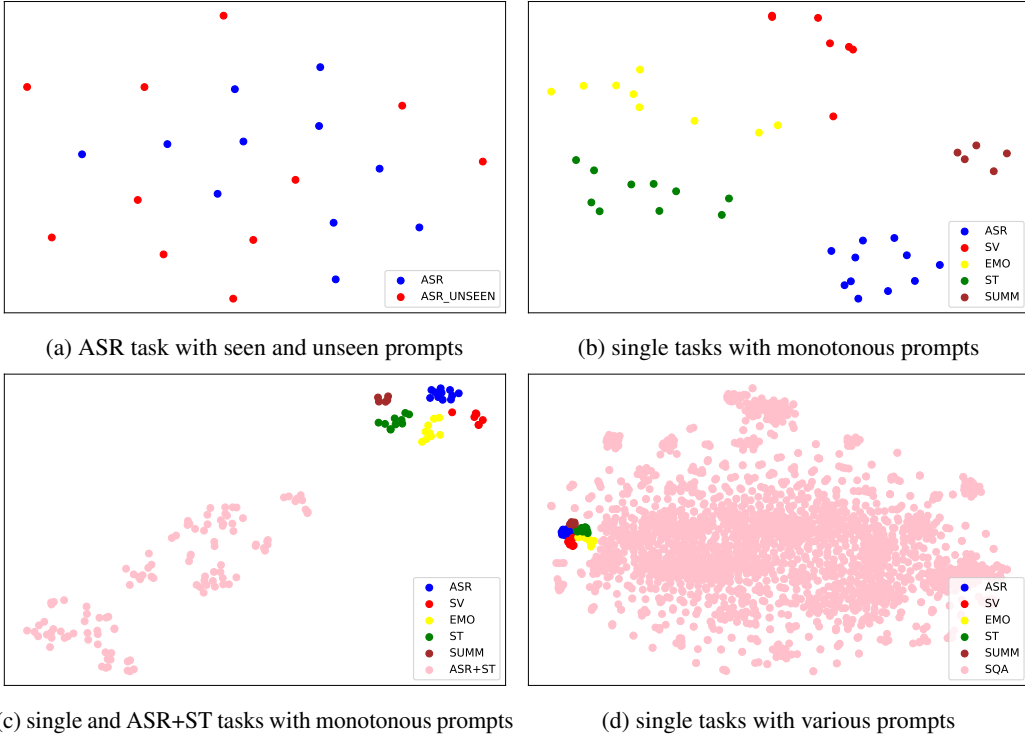 ASR
ASR_UNSEEN
ASR
SV
EMO
ST
SUMM
(a) ASR task with seen and unseen prompts
(b) single tasks with monotonous prompts
ASR
SV
EMO
ST
SUMM
ASR+ST
ASR
SV
EMO
ST
SUMM
SQA
(c) single and ASR+ST tasks with monotonous prompts
(d) single tasks with various prompts